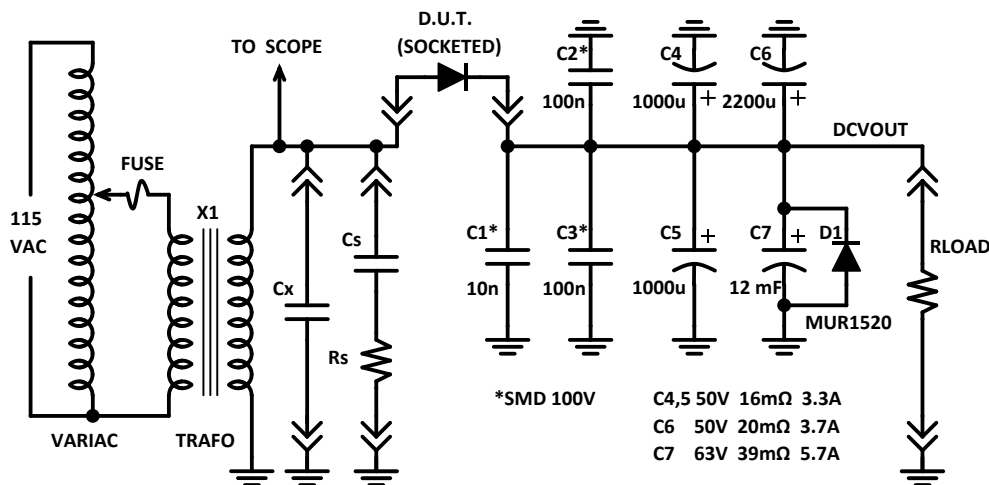 D.U.T.
(SOCKETED)
TO SCOPE
C2*
100n
C4
1000u
+
C6
2200u
+
DCVOUT
FUSE
115
VAC
X1
Cs
Cx
Rs
C1*
10n
C3*
100n
C5
+
1000u
C7
+
12 mF
D1
MUR1520
RLOAD
VARIAC
TRAFO
*SMD 100V
C4,5 50V 16mΩ 3.3A
C6 50V 20mΩ 3.7A
C7 63V 39mΩ 5.7A